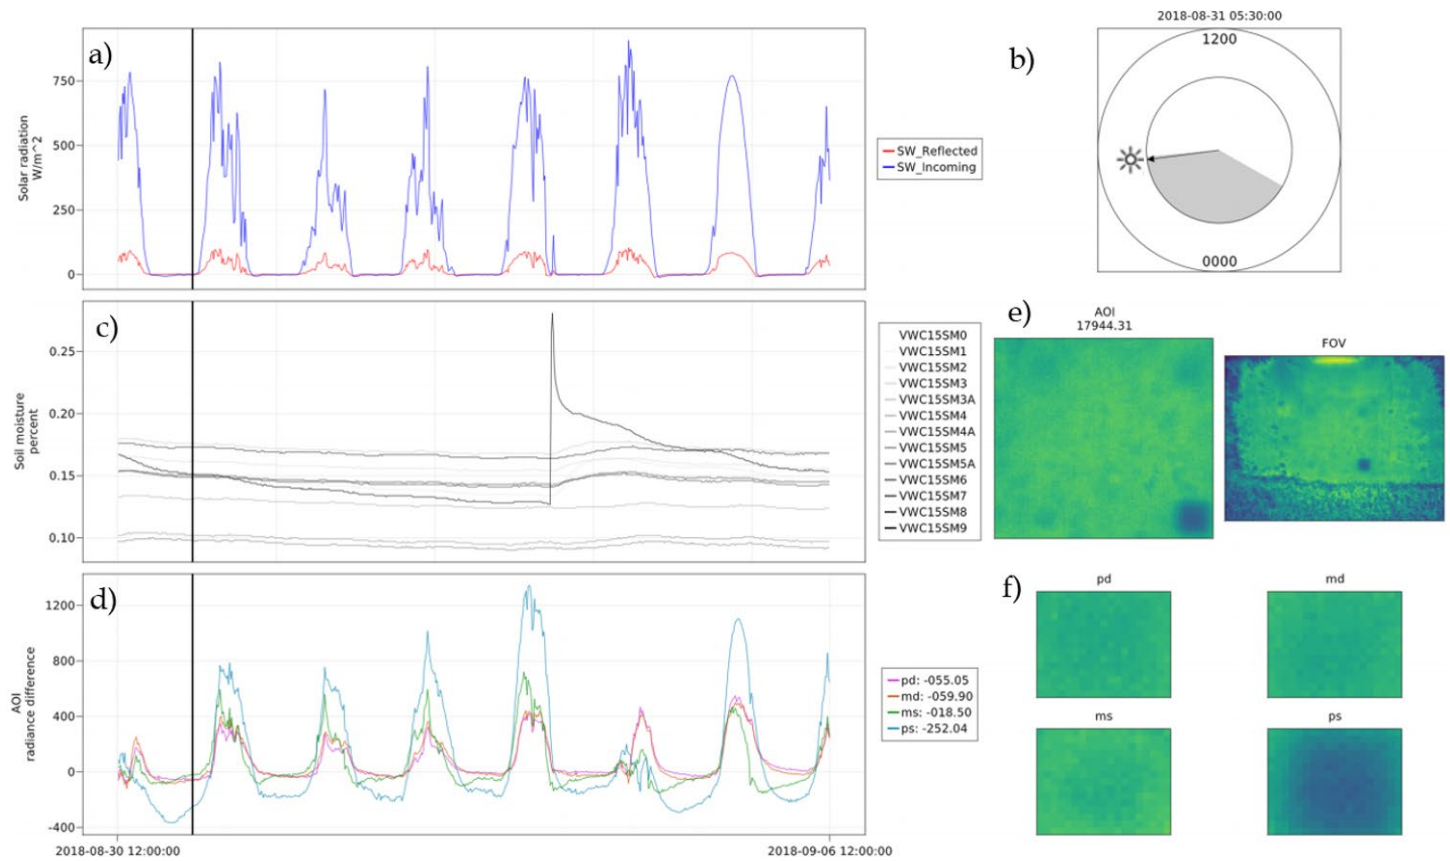 a)
750
500
250
0
Solar radiation
W/m^2
SW_Reflected
SW_Incoming
b)
2018-08-31 05:30:00
1200
0000
c)
0.25
0.20
0.15
0.10
Soil moisture
percent
VWC15SM0
VWC15SM1
VWC15SM2
VWC15SM3
VWC15SM3A
VWC15SM4
VWC15SM4A
VWC15SM5
VWC15SM5A
VWC15SM6
VWC15SM7
VWC15SM8
VWC15SM9
e)
AOI
17944.31
FOV
d)
1200
800
400
0
-400
AOI
radiance difference
pd: -055.05
md: -059.90
ms: -018.50
ps: -252.04
2018-08-30 12:00:00
2018-09-06 12:00:00
f)
pd
md
ms
ps